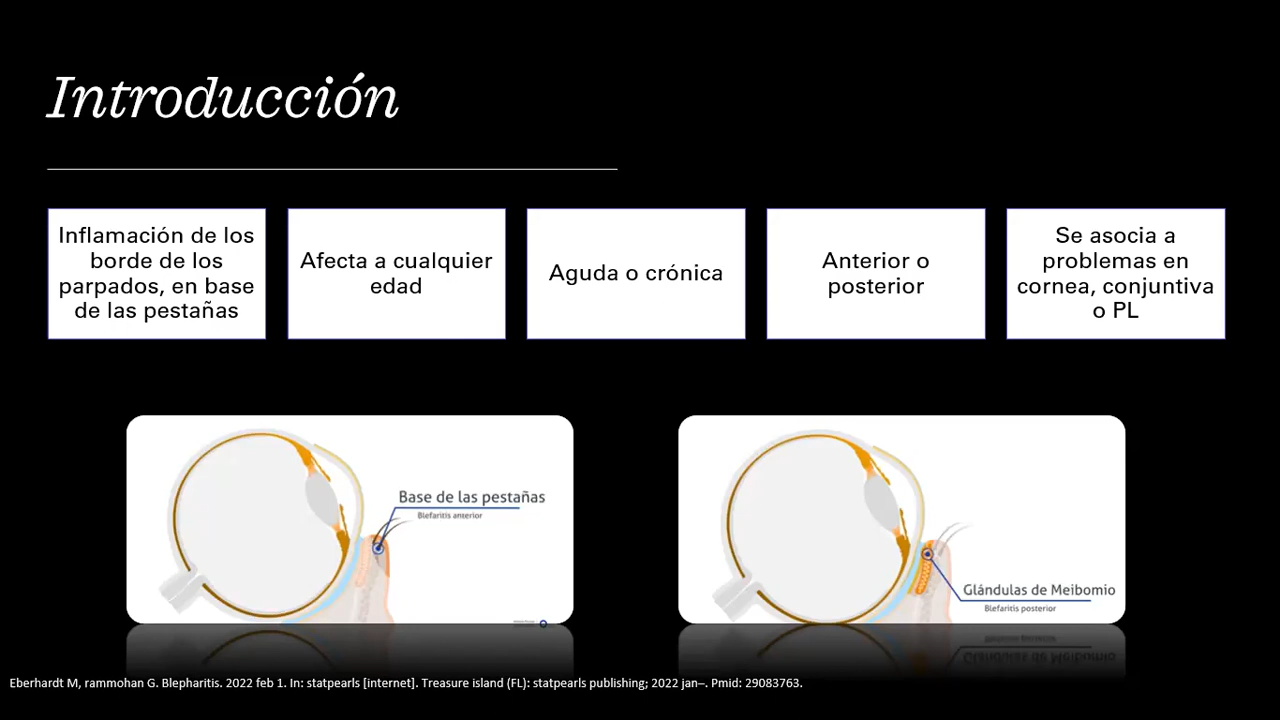 Introducción
Inflamación de los
borde de los
parpados, en base
de las pestañas
Afecta a cualquier
edad
Aguda o crónica
Anterior o
posterior
Se asocia a
problemas en
cornea, conjuntiva
o PL
Base de las pestañas
Blefaritis anterior
Glándulas de Meibomio
Blefaritis posterior
Eberhardt M, rammohan G. Blepharitis. 2022 feb 1. In: statpearls [internet]. Treasure island (FL): statpearls publishing; 2022 jan–. Pmid: 29083763.